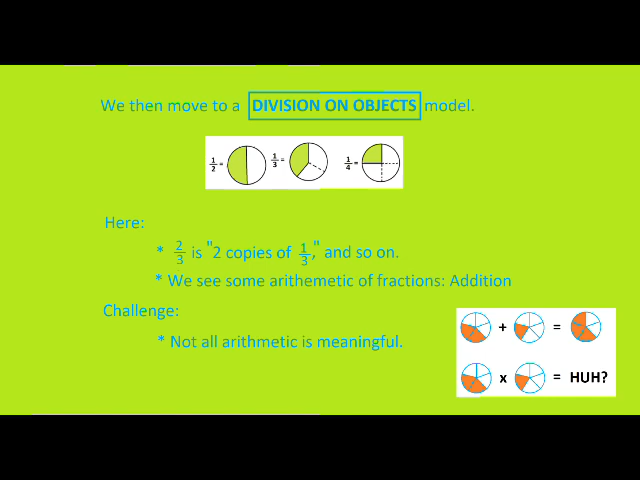 We then move to a DIVISION ON OBJECTS model.
1/2 = 1/3 = 1/4 =
Here:
* 2/3 is "2 copies of 1/3," and so on.
* We see some arithemetic of fractions: Addition
Challenge:
* Not all arithmetic is meaningful.
+ =
x = HUH?